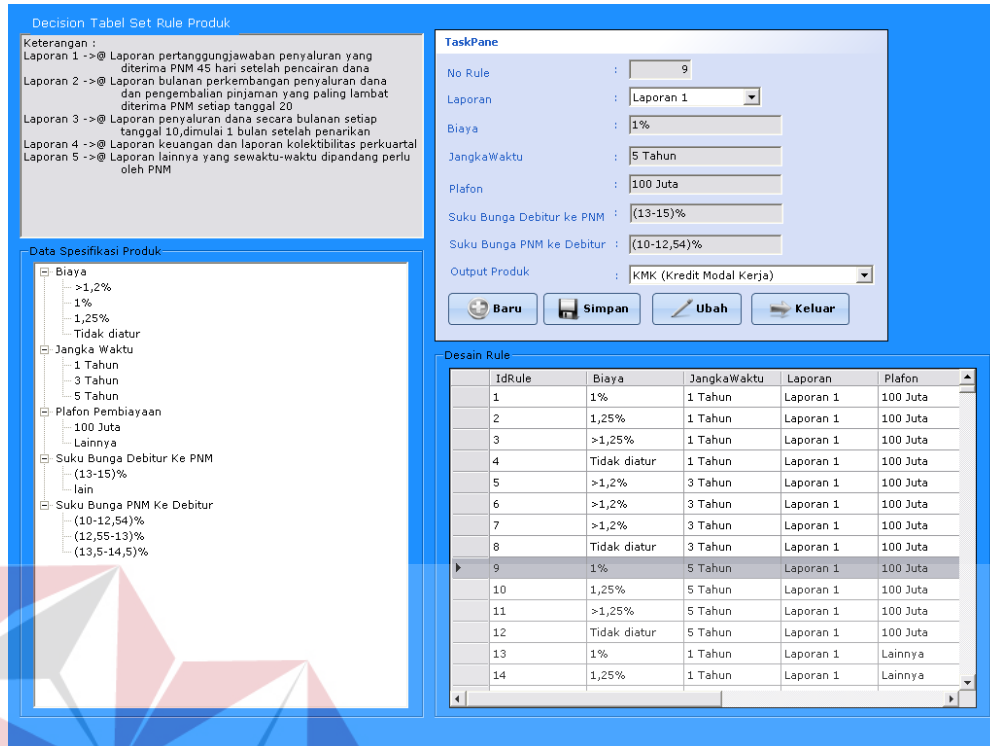 Decision Tabel Set Rule Produk
Keterangan :
Laporan 1 ->@ Laporan pertanggungjawaban penyaluran yang
diterima PNM 45 hari setelah pencairan dana
Laporan 2 ->@ Laporan bulanan perkembangan penyaluran dana
dan pengembalian pinjaman yang paling lambat
diterima PNM setiap tanggal 20
Laporan 3 ->@ Laporan penyaluran dana secara bulanan setiap
tanggal 10,dimulai 1 bulan setelah penarikan
Laporan 4 ->@ Laporan keuangan dan laporan kolektibilitas perkuartal
Laporan 5 ->@ Laporan lainnya yang sewaktu-waktu dipandang perlu
oleh PNM
Data Spesifikasi Produk
Biaya
>1,2%
1%
1,25%
Tidak diatur
Jangka Waktu
1 Tahun
3 Tahun
5 Tahun
Plafon Pembiayaan
100 Juta
Lainnya
Suku Bunga Debitur Ke PNM
(13-15)%
lain
Suku Bunga PNM Ke Debitur
(10-12,54)%
(12,55-13)%
(13,5-14,5)%
TaskPane
No Rule : 9
Laporan : Laporan 1
Biaya : 1%
JangkaWaktu : 5 Tahun
Plafon : 100 Juta
Suku Bunga Debitur ke PNM : (13-15)%
Suku Bunga PNM ke Debitur : (10-12,54)%
Output Produk : KMK (Kredit Modal Kerja)
Baru Simpan Ubah Keluar
Desain Rule
IdRule Biaya JangkaWaktu Laporan Plafon
1 1% 1 Tahun Laporan 1 100 Juta
2 1,25% 1 Tahun Laporan 1 100 Juta
3 >1,25% 1 Tahun Laporan 1 100 Juta
4 Tidak diatur 1 Tahun Laporan 1 100 Juta
5 >1,2% 3 Tahun Laporan 1 100 Juta
6 >1,2% 3 Tahun Laporan 1 100 Juta
7 >1,2% 3 Tahun Laporan 1 100 Juta
8 Tidak diatur 3 Tahun Laporan 1 100 Juta
9 1% 5 Tahun Laporan 1 100 Juta
10 1,25% 5 Tahun Laporan 1 100 Juta
11 >1,25% 5 Tahun Laporan 1 100 Juta
12 Tidak diatur 5 Tahun Laporan 1 100 Juta
13 1% 1 Tahun Laporan 1 Lainnya
14 1,25% 1 Tahun Laporan 1 Lainnya